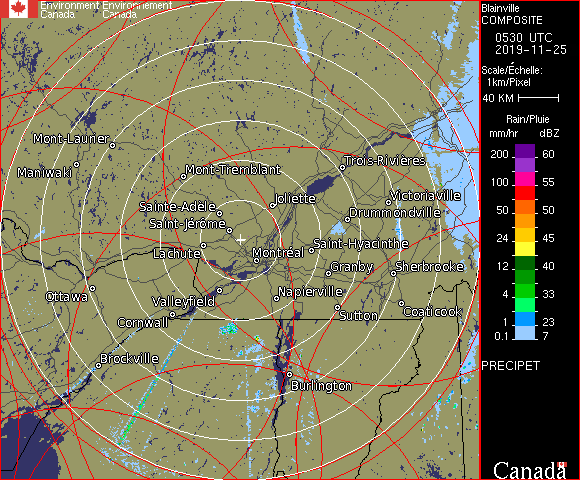 Environment Environnement
Canada Canada
Blainville
COMPOSITE
0530 UTC
2019-11-25
Scale/Échelle:
1km/Pixel
40 KM
Rain/Pluie
mm/hr dBZ
200 60
150 57
100 55
50 50
24 45
12 40
4 33
1 23
0.1 7
PRECIPET
Canada
Mont-Laurier
Maniwaki
Mont-Tremblant
Trois-Rivières
Joliette
Victoriaville
Sainte-Adèle
Drummondville
Saint-Jérôme
Saint-Hyacinthe
Lachute
Montréal
Granby
Sherbrooke
Ottawa
Valleyfield
Napierville
Cornwall
Sutton
Coaticook
Brockville
Burlington